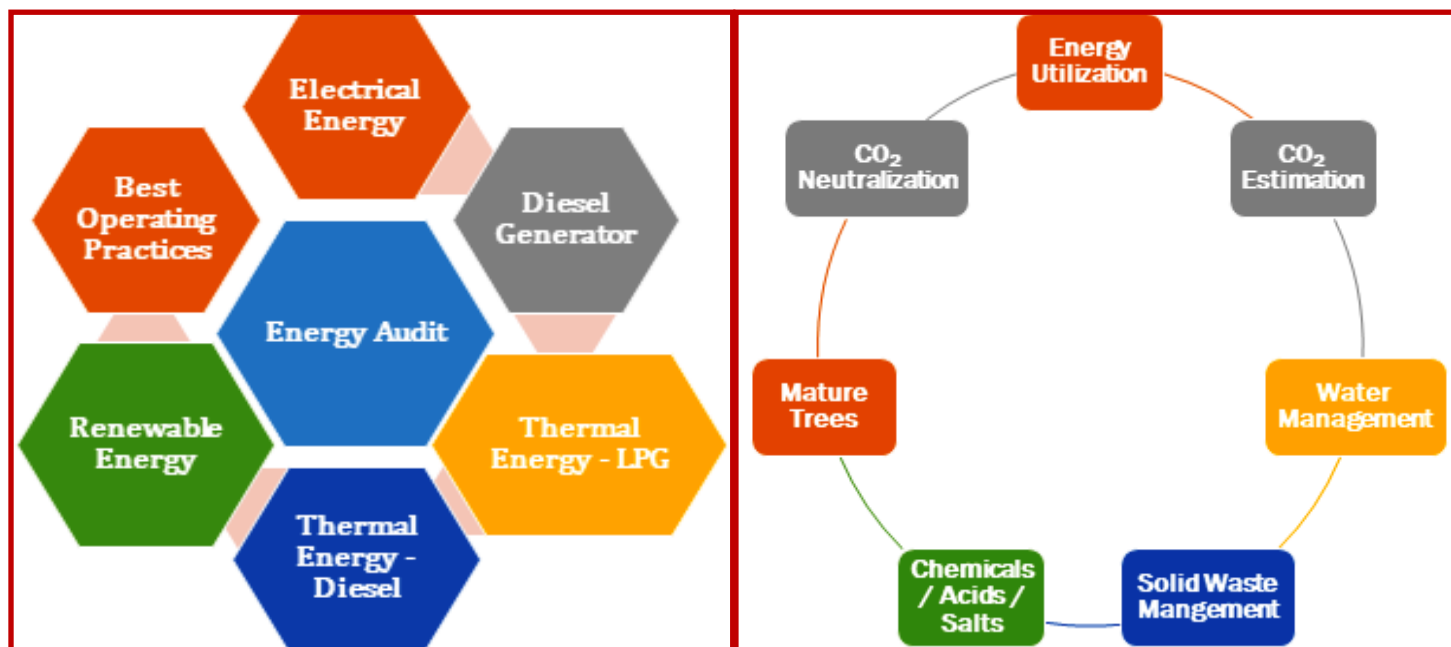 Electrical
Energy
Diesel
Generator
Thermal
Energy - LPG
Thermal
Energy -
Diesel
Renewable
Energy
Best
Operating
Practices
Energy Audit
Energy
Utilization
CO₂
Estimation
Water
Management
Solid Waste
Mangement
Chemicals
/ Acids /
Salts
Mature
Trees
CO₂
Neutralization